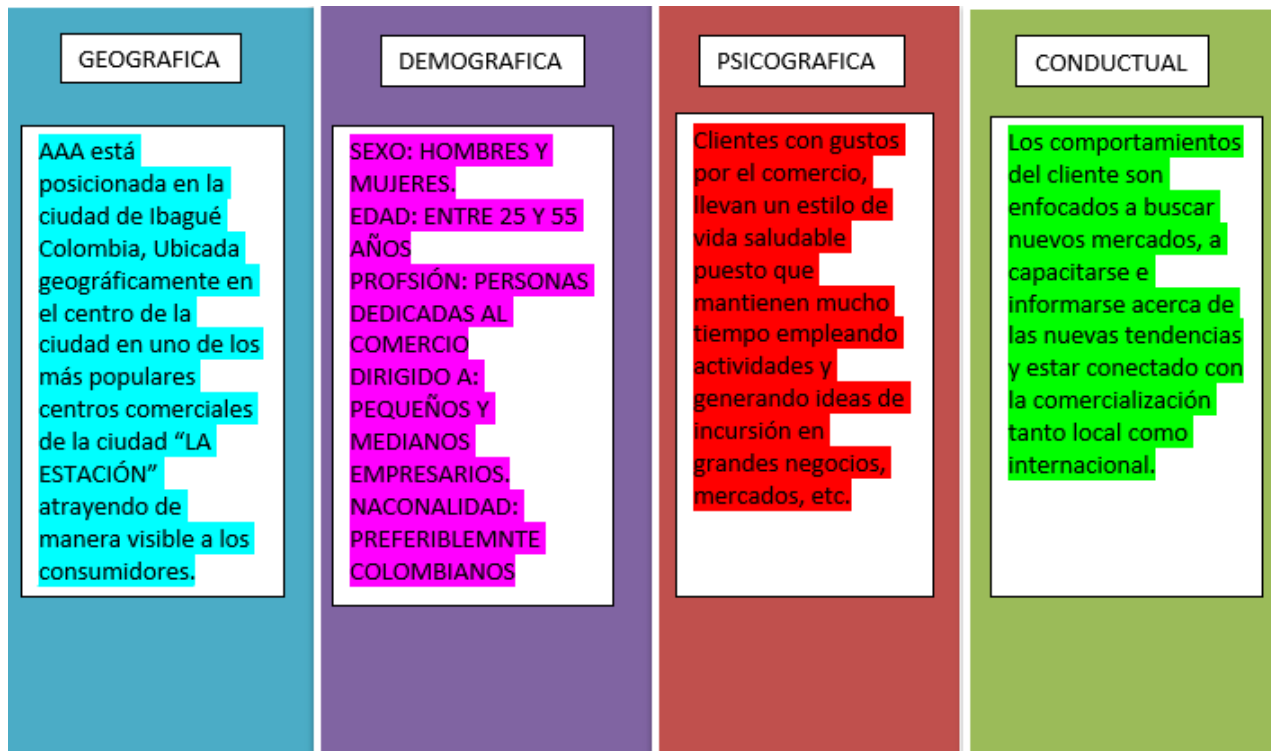 GEOGRAFICA
AAA está
posicionada en la
ciudad de Ibagué
Colombia, Ubicada
geográficamente en
el centro de la
ciudad en uno de los
más populares
centros comerciales
de la ciudad “LA
ESTACIÓN”
atrayendo de
manera visible a los
consumidores.
DEMOGRAFICA
SEXO: HOMBRES Y
MUJERES.
EDAD: ENTRE 25 Y 55
AÑOS
PROFSIÓN: PERSONAS
DEDICADAS AL
COMERCIO
DIRIGIDO A:
PEQUEÑOS Y
MEDIANOS
EMPRESARIOS.
NACONALIDAD:
PREFERIBLEMNTE
COLOMBIANOS
PSICOGRAFICA
Clientes con gustos
por el comercio,
llevan un estilo de
vida saludable
puesto que
mantienen mucho
tiempo empleando
actividades y
generando ideas de
incursión en
grandes negocios,
mercados, etc.
CONDUCTUAL
Los comportamientos
del cliente son
enfocados a buscar
nuevos mercados, a
capacitarse e
informarse acerca de
las nuevas tendencias
y estar conectado con
la comercialización
tanto local como
internacional.